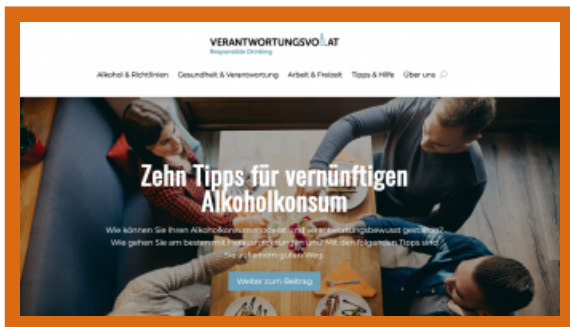 VERANTWORTUNGSVOLL.AT
Responsible Drinking
Alkohol & Richtlinien Gesundheit & Verantwortung Arbeit & Freizeit Tipps & Hilfe Über uns
Zehn Tipps für vernünftigen
Alkoholkonsum
Wie können Sie Ihren Alkoholkonsum moderat und verantwortungsbewusst gestalten?
Wie gehen Sie am besten mit Herausforderungen um? Mit den folgenden Tipps sind
Sie auf einem guten Weg.
Weiter zum Beitrag